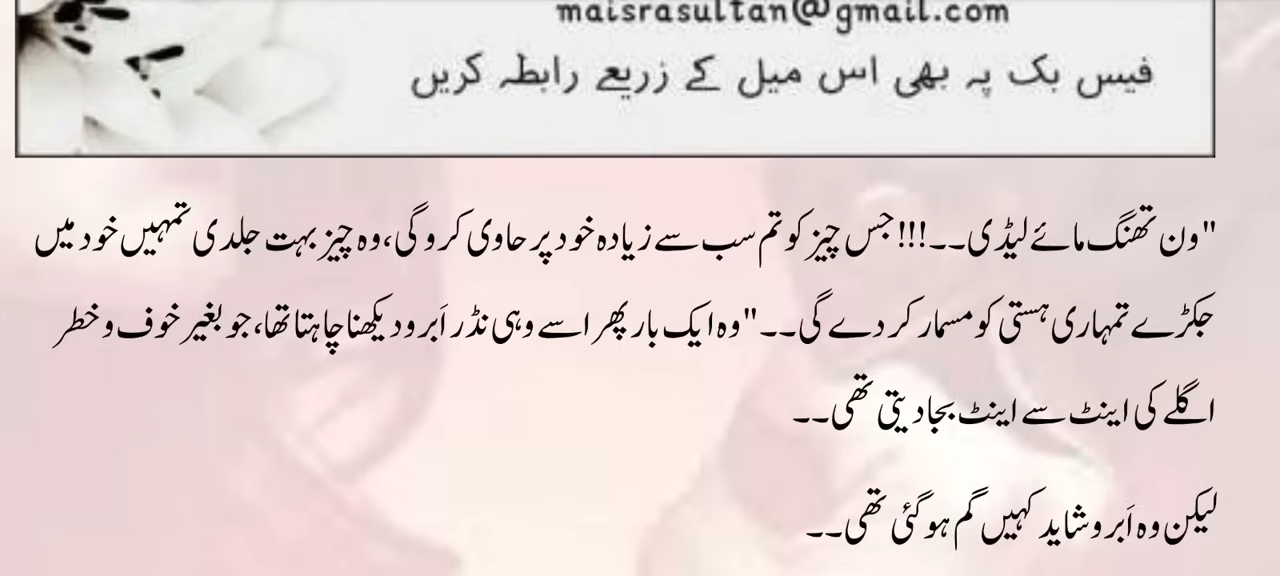 maisrasultan@gmail.com
فیس بک پہ بھی اس میل کے زریعے رابطہ کریں
"ون تھنگ مائے لیڈی۔۔!!! جس چیز کو تم سب سے زیادہ خود پر حاوی کرو گی، وہ چیز بہت جلدی تمہیں خود میں
جکڑے تمہاری ہستی کو مسمار کر دے گی۔۔" وہ ایک بار پھر اسے وہی نڈر اَبرو دیکھنا چاہتا تھا، جو بغیر خوف و خطر
اگلے کی اینٹ سے اینٹ بجا دیتی تھی۔۔
لیکن وہ اَبرو شاید کہیں گم ہو گئی تھی۔۔